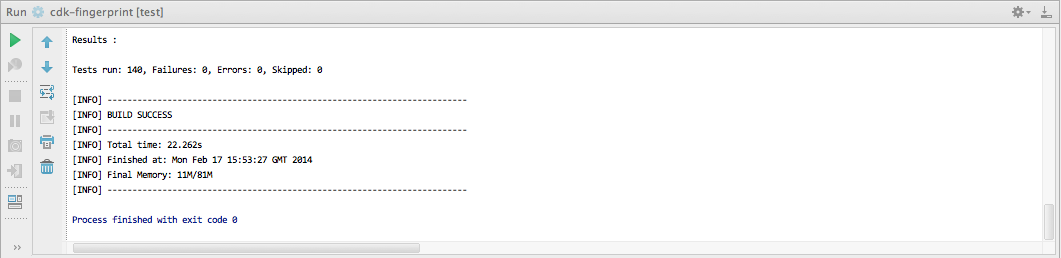 Run cdk-fingerprint [test]
Results :
Tests run: 140, Failures: 0, Errors: 0, Skipped: 0
[INFO] ------------------------------------------------------------------------
[INFO] BUILD SUCCESS
[INFO] ------------------------------------------------------------------------
[INFO] Total time: 22.262s
[INFO] Finished at: Mon Feb 17 15:53:27 GMT 2014
[INFO] Final Memory: 11M/81M
[INFO] ------------------------------------------------------------------------
Process finished with exit code 0